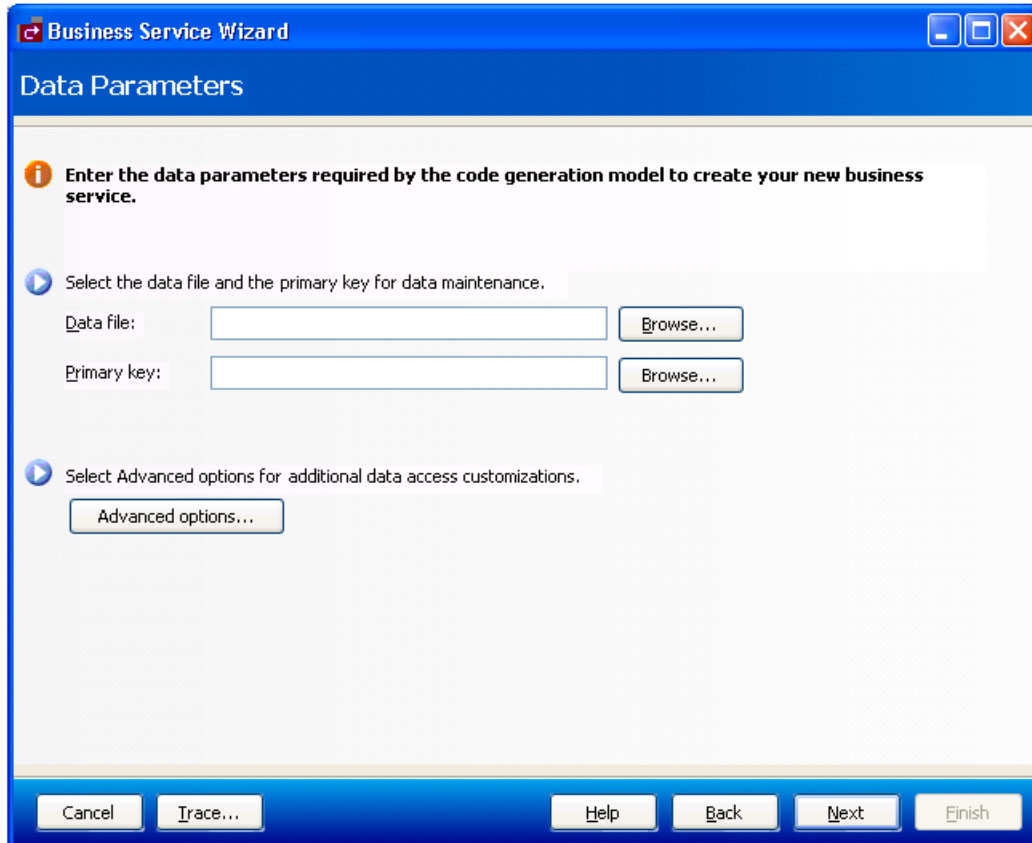 Business Service Wizard
Data Parameters
Enter the data parameters required by the code generation model to create your new business
service.
Select the data file and the primary key for data maintenance.
Data file:
Browse...
Primary key:
Browse...
Select Advanced options for additional data access customizations.
Advanced options...
Cancel Trace... Help Back Next Finish